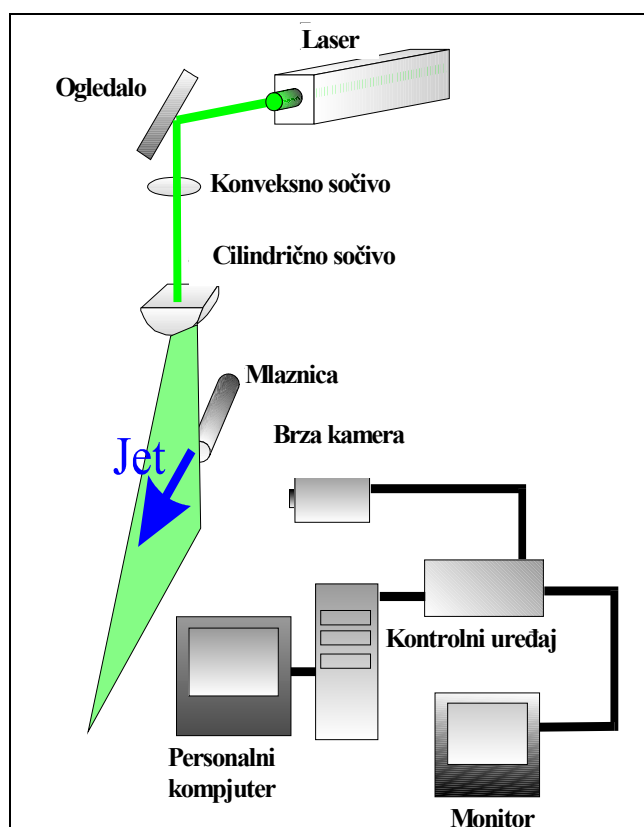 Laser
Ogledalo
Konveksno sočivo
Cilindrično sočivo
Mlaznica
Jet
Brza kamera
Kontrolni uređaj
Personalni
kompjuter
Monitor